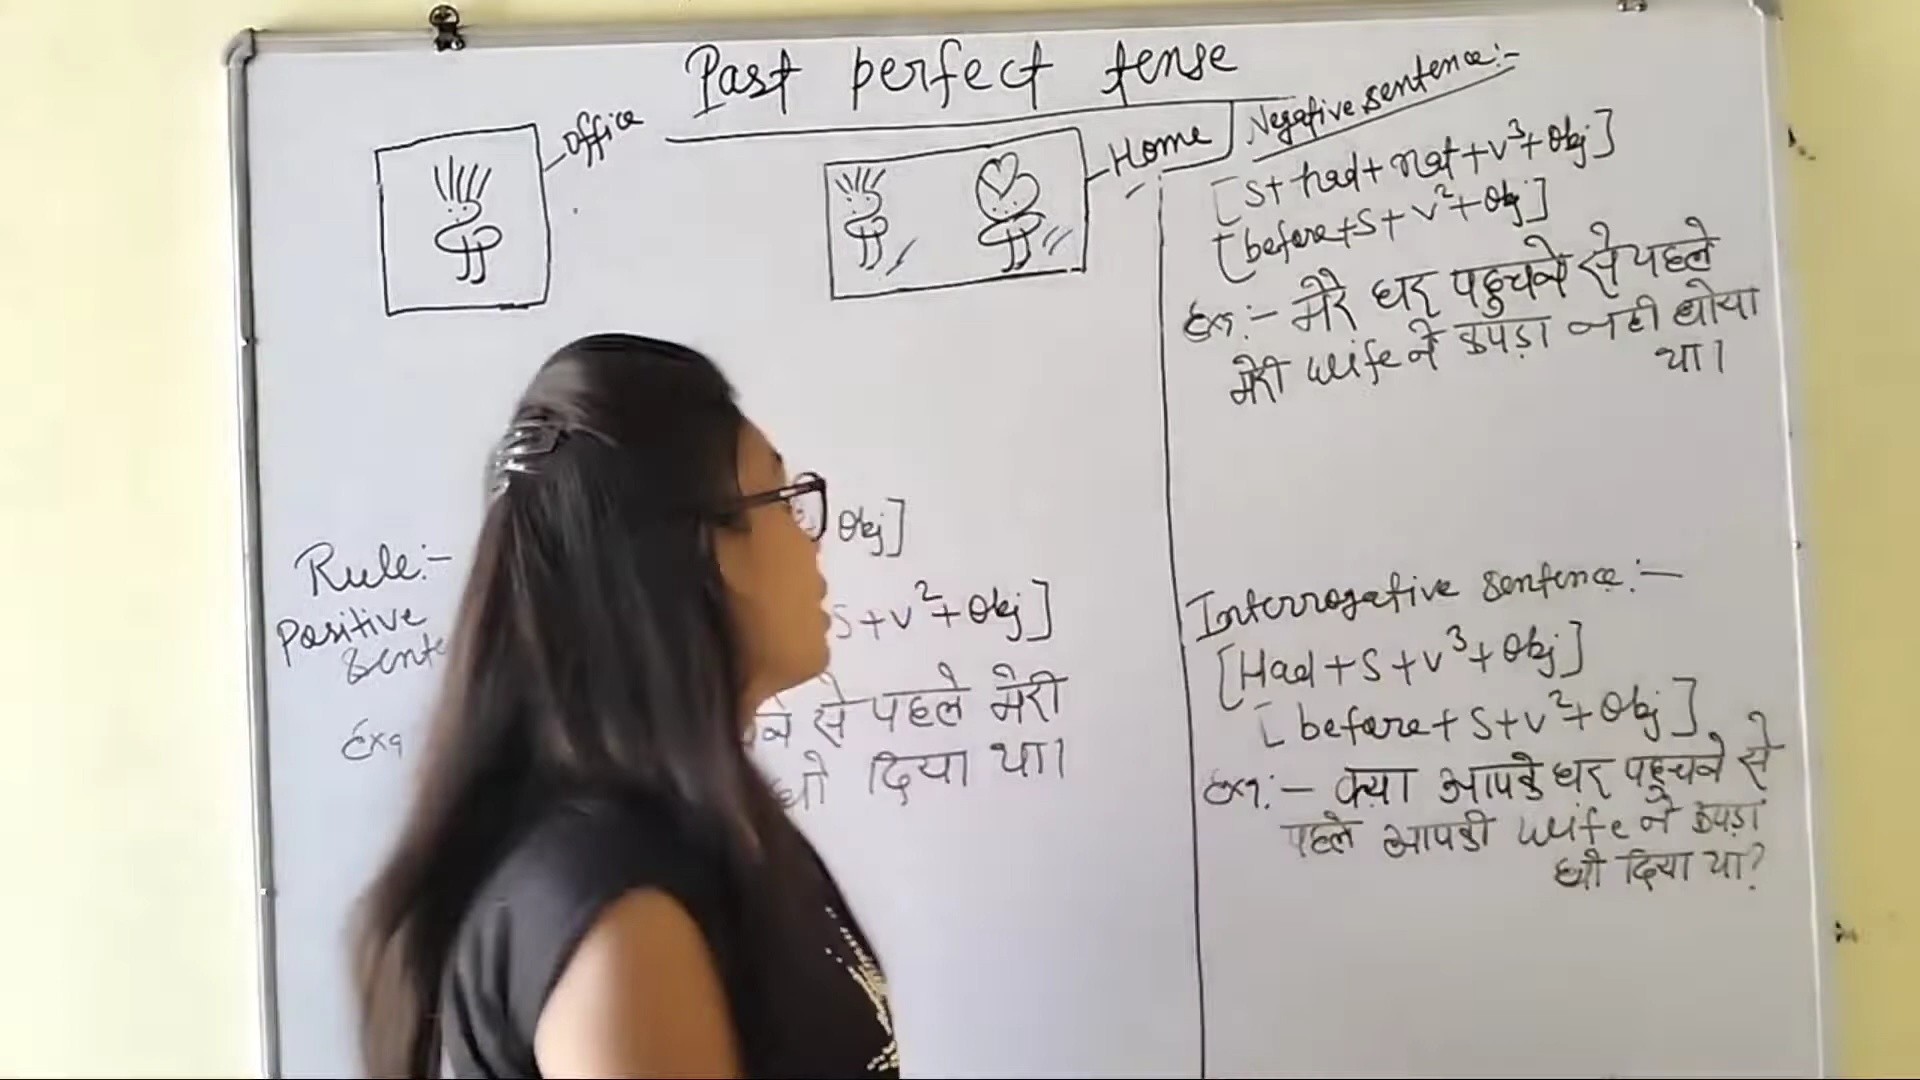 Past perfect tense
office
Home
Rule:-
Positive
Obj]
S+V²+Obj]
से पहले मेरी
धो दिया था।
Negative sentence:-
[S+had+not+V³+Obj]
[before+S+V²+Obj]
Ex:- मेरे घर पहुचने से पहले
मेरी wife ने कपड़ा नही धोया
था।
Interrogative sentence:-
[Had+S+V³+Obj]
[before+S+V²+Obj]
Ex:- क्या आपके घर पहुचने से
पहले आपकी wife ने कपड़ा
धो दिया था?